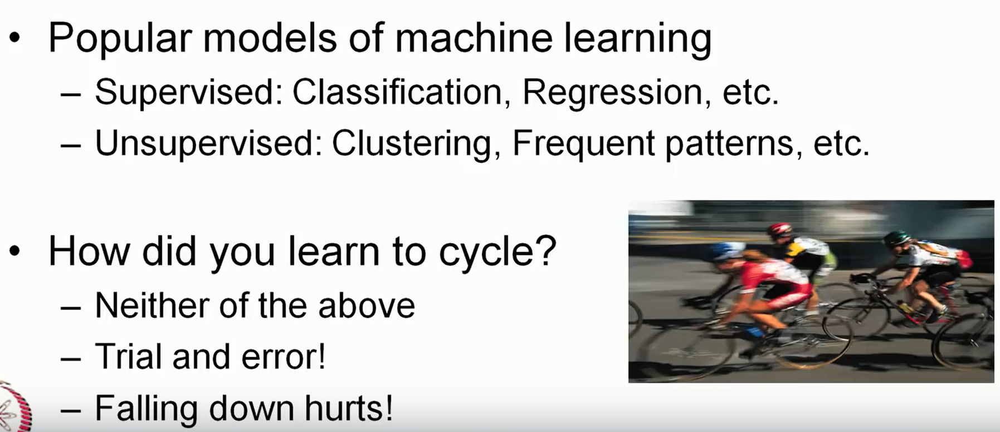 • Popular models of machine learning
– Supervised: Classification, Regression, etc.
– Unsupervised: Clustering, Frequent patterns, etc.
• How did you learn to cycle?
– Neither of the above
– Trial and error!
– Falling down hurts!